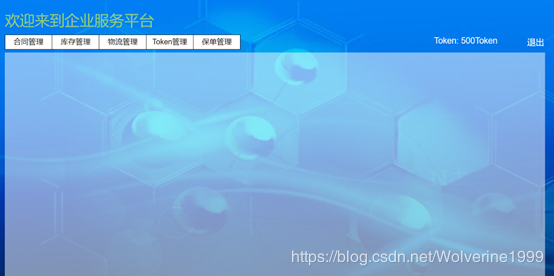 欢迎来到企业服务平台
合同管理 库存管理 物流管理 Token管理 保单管理 Token: 500Token 退出
https://blog.csdn.net/Wolverine1999